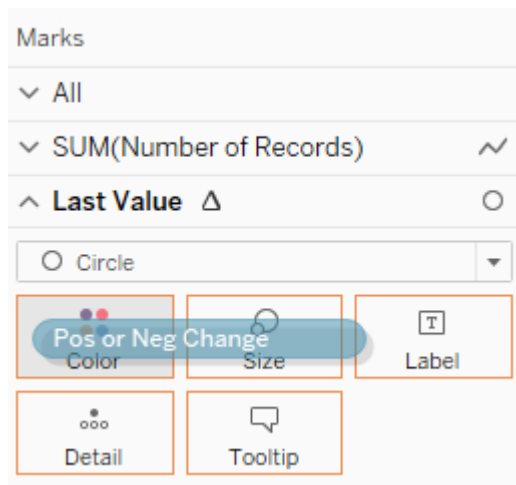 Marks
All
SUM(Number of Records)
Last Value Δ
Circle
Pos or Neg Change
Color
Size
T
Label
Detail
Tooltip